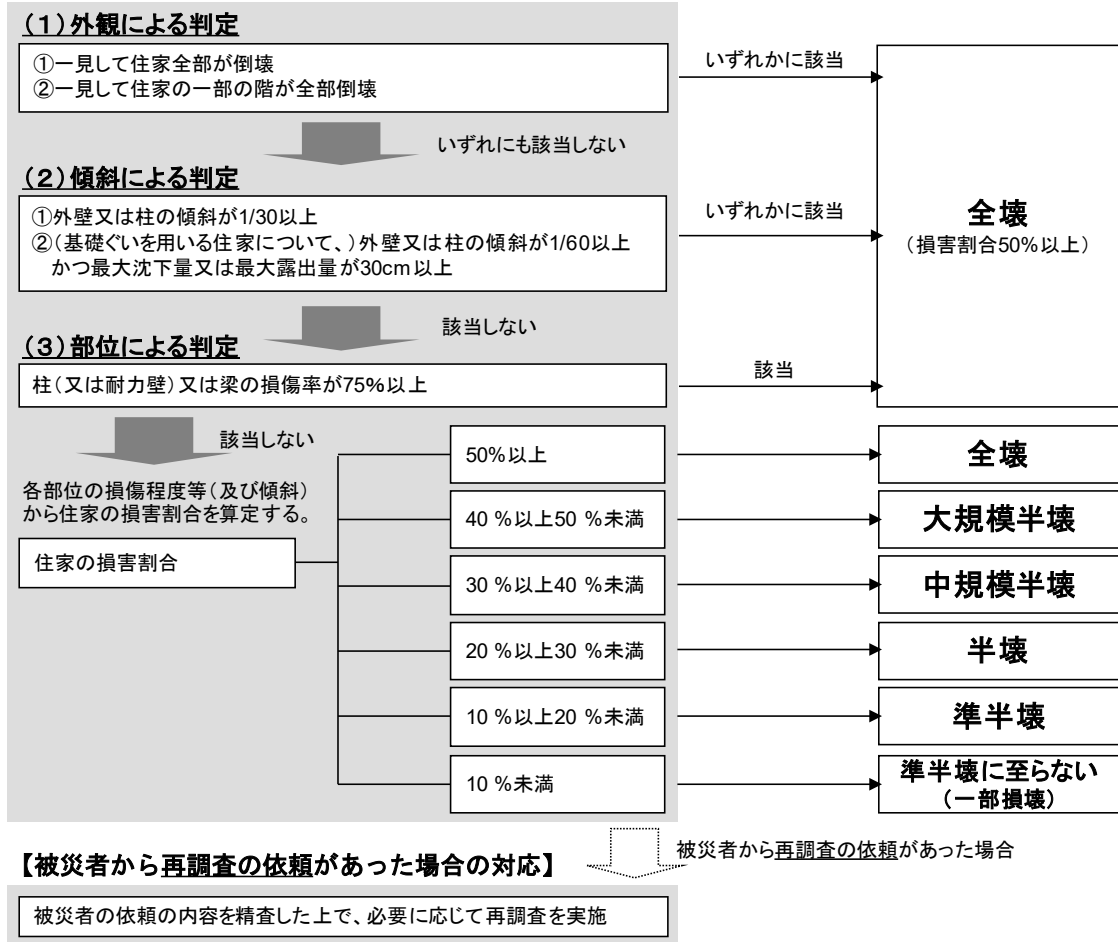 (1)外観による判定
①一見して住家全部が倒壊
②一見して住家の一部の階が全部倒壊
いずれかに該当
いずれにも該当しない
(2)傾斜による判定
①外壁又は柱の傾斜が1/30以上
②(基礎ぐいを用いる住家について、)外壁又は柱の傾斜が1/60以上
かつ最大沈下量又は最大露出量が30cm以上
いずれかに該当
全壊
(損害割合50%以上)
該当しない
(3)部位による判定
柱(又は耐力壁)又は梁の損傷率が75%以上
該当
該当しない
各部位の損傷程度等(及び傾斜)
から住家の損害割合を算定する。
住家の損害割合
50%以上
全壊
40 %以上50 %未満
大規模半壊
30 %以上40 %未満
中規模半壊
20 %以上30 %未満
半壊
10 %以上20 %未満
準半壊
10 %未満
準半壊に至らない
(一部損壊)
被災者から再調査の依頼があった場合
【被災者から再調査の依頼があった場合の対応】
被災者の依頼の内容を精査した上で、必要に応じて再調査を実施